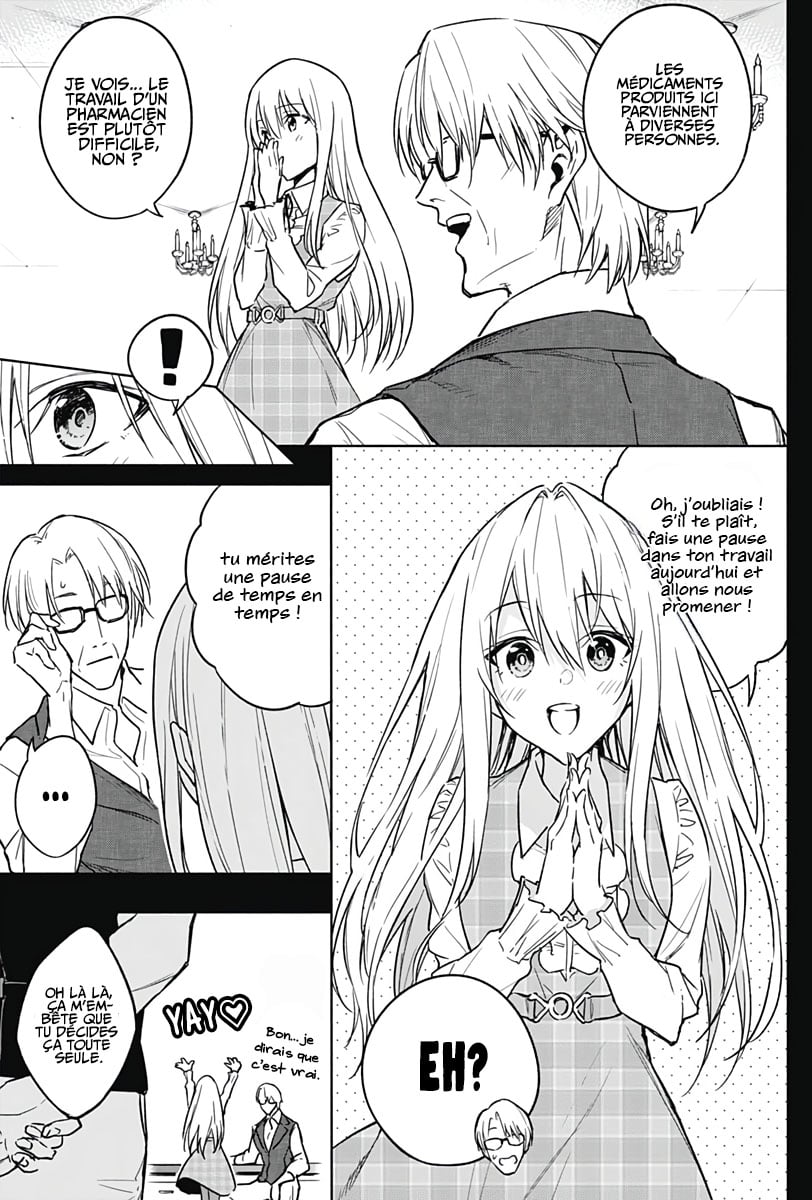 LES
MÉDICAMENTS
PRODUITS ICI
PARVIENNENT
À DIVERSES
PERSONNES.
JE VOIS... LE
TRAVAIL D'UN
PHARMACIEN
EST PLUTÔT
DIFFICILE,
NON ?
!
Oh, j'oubliais !
S'il te plaît,
fais une pause
dans ton travail
aujourd'hui et
allons nous
promener !
EH?
tu mérites
une pause
de temps en
temps !
...
YAY♡
Bon...je
dirais que
c'est vrai.
OH LÀ LÀ,
ÇA M'EM-
BÊTE QUE
TU DÉCIDES
ÇA TOUTE
SEULE.